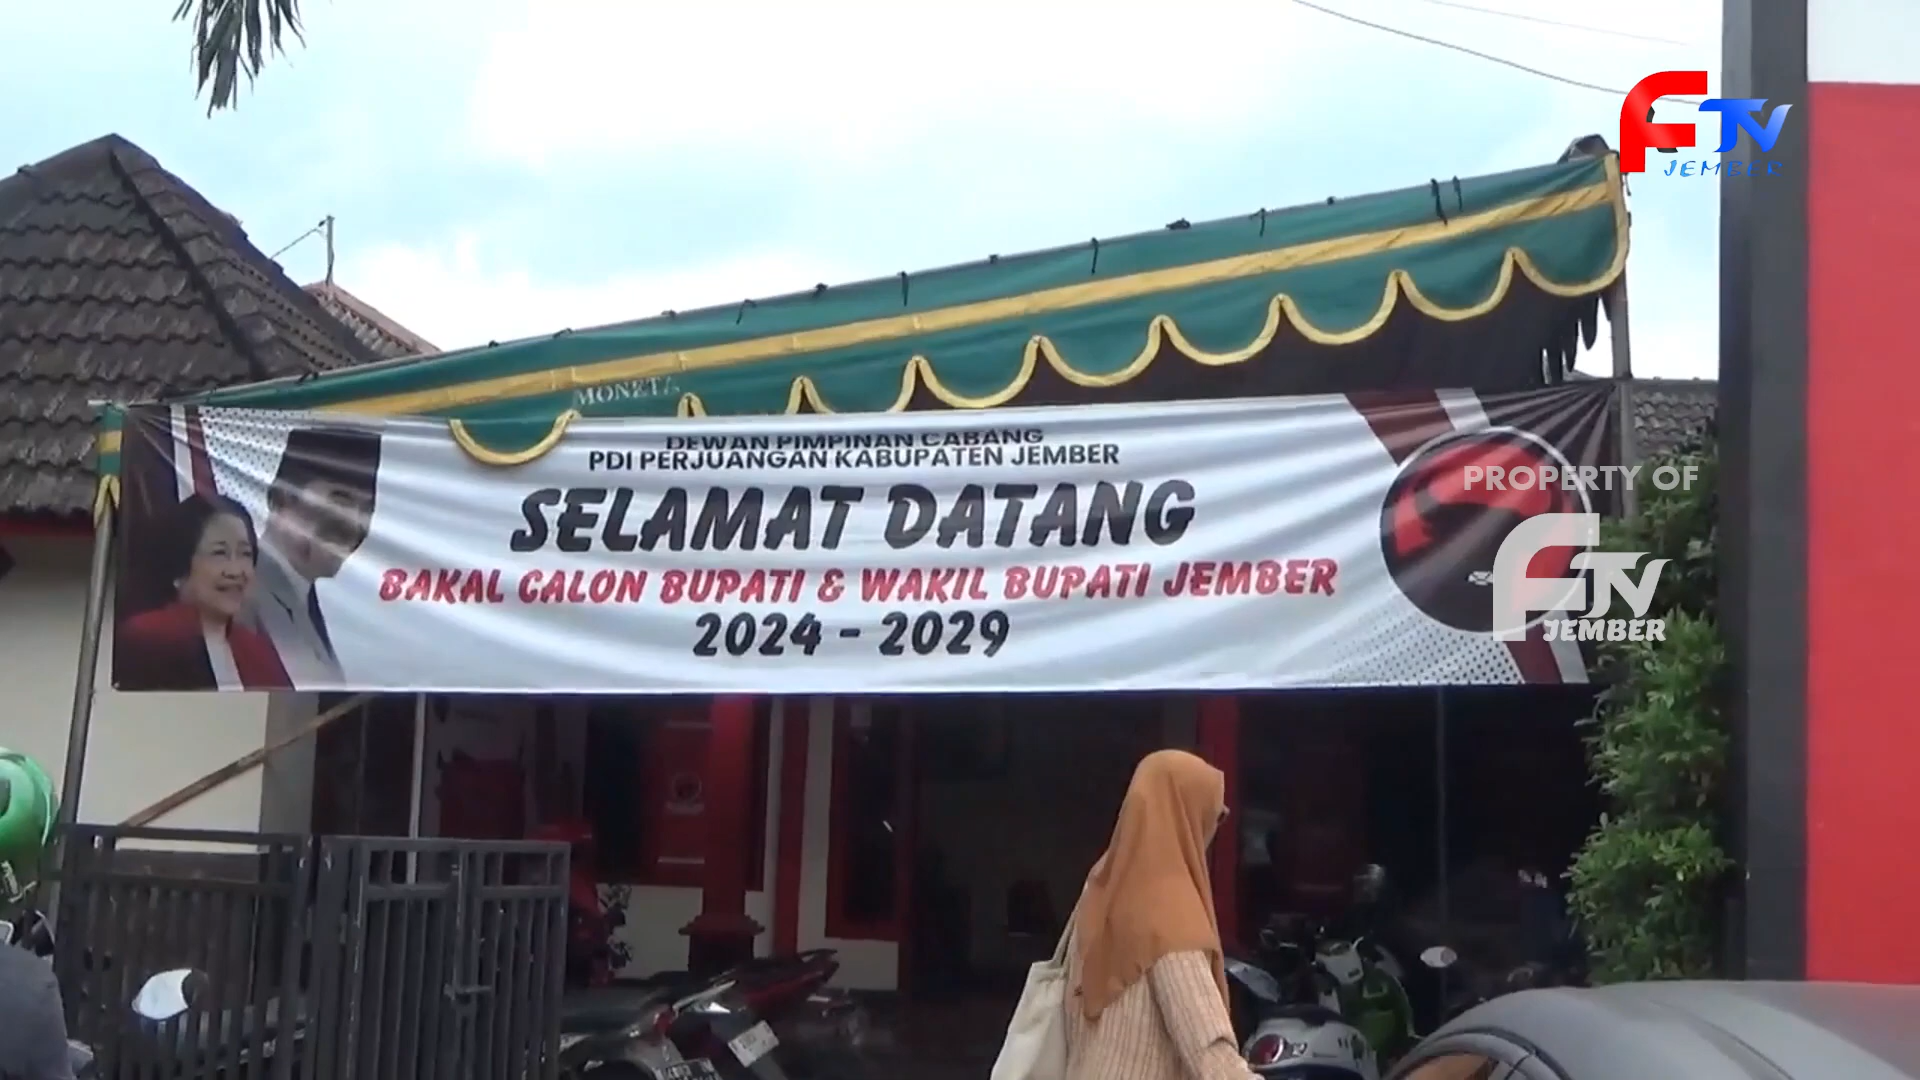 FTV
JEMBER
MONETA
DEWAN PIMPINAN CABANG
PDI PERJUANGAN KABUPATEN JEMBER
SELAMAT DATANG
BAKAL CALON BUPATI & WAKIL BUPATI JEMBER
2024 - 2029
PROPERTY OF
FTV
JEMBER